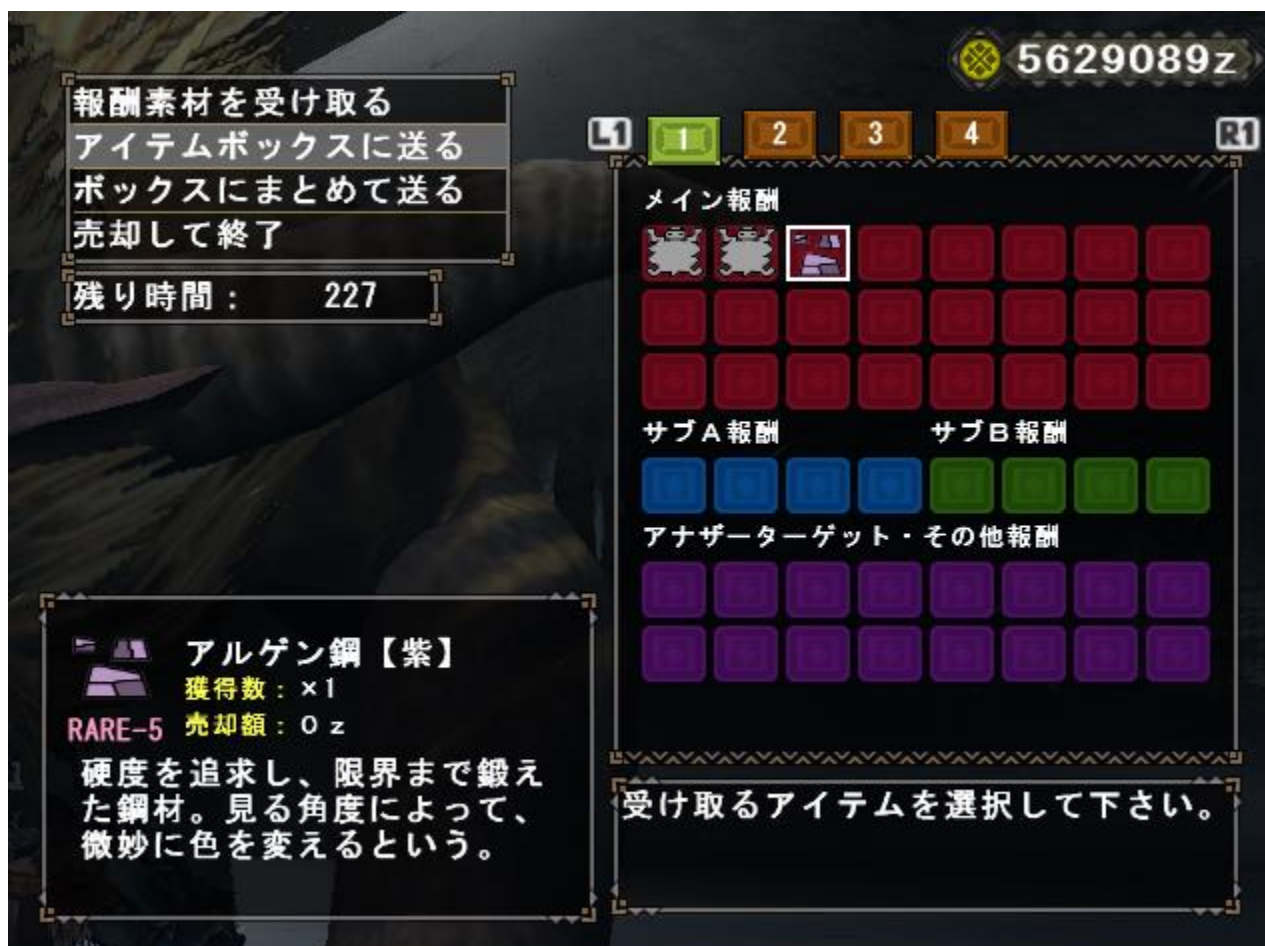 5629089z
報酬素材を受け取る
アイテムボックスに送る
ボックスにまとめて送る
売却して終了
残り時間： 227
L1 1 2 3 4 R1
メイン報酬
サブA報酬 サブB報酬
アナザーターゲット・その他報酬
アルゲン鋼【紫】
獲得数：×1
RARE-5 売却額：0z
硬度を追求し、限界まで鍛え
た鋼材。見る角度によって、
微妙に色を変えるという。
受け取るアイテムを選択して下さい。